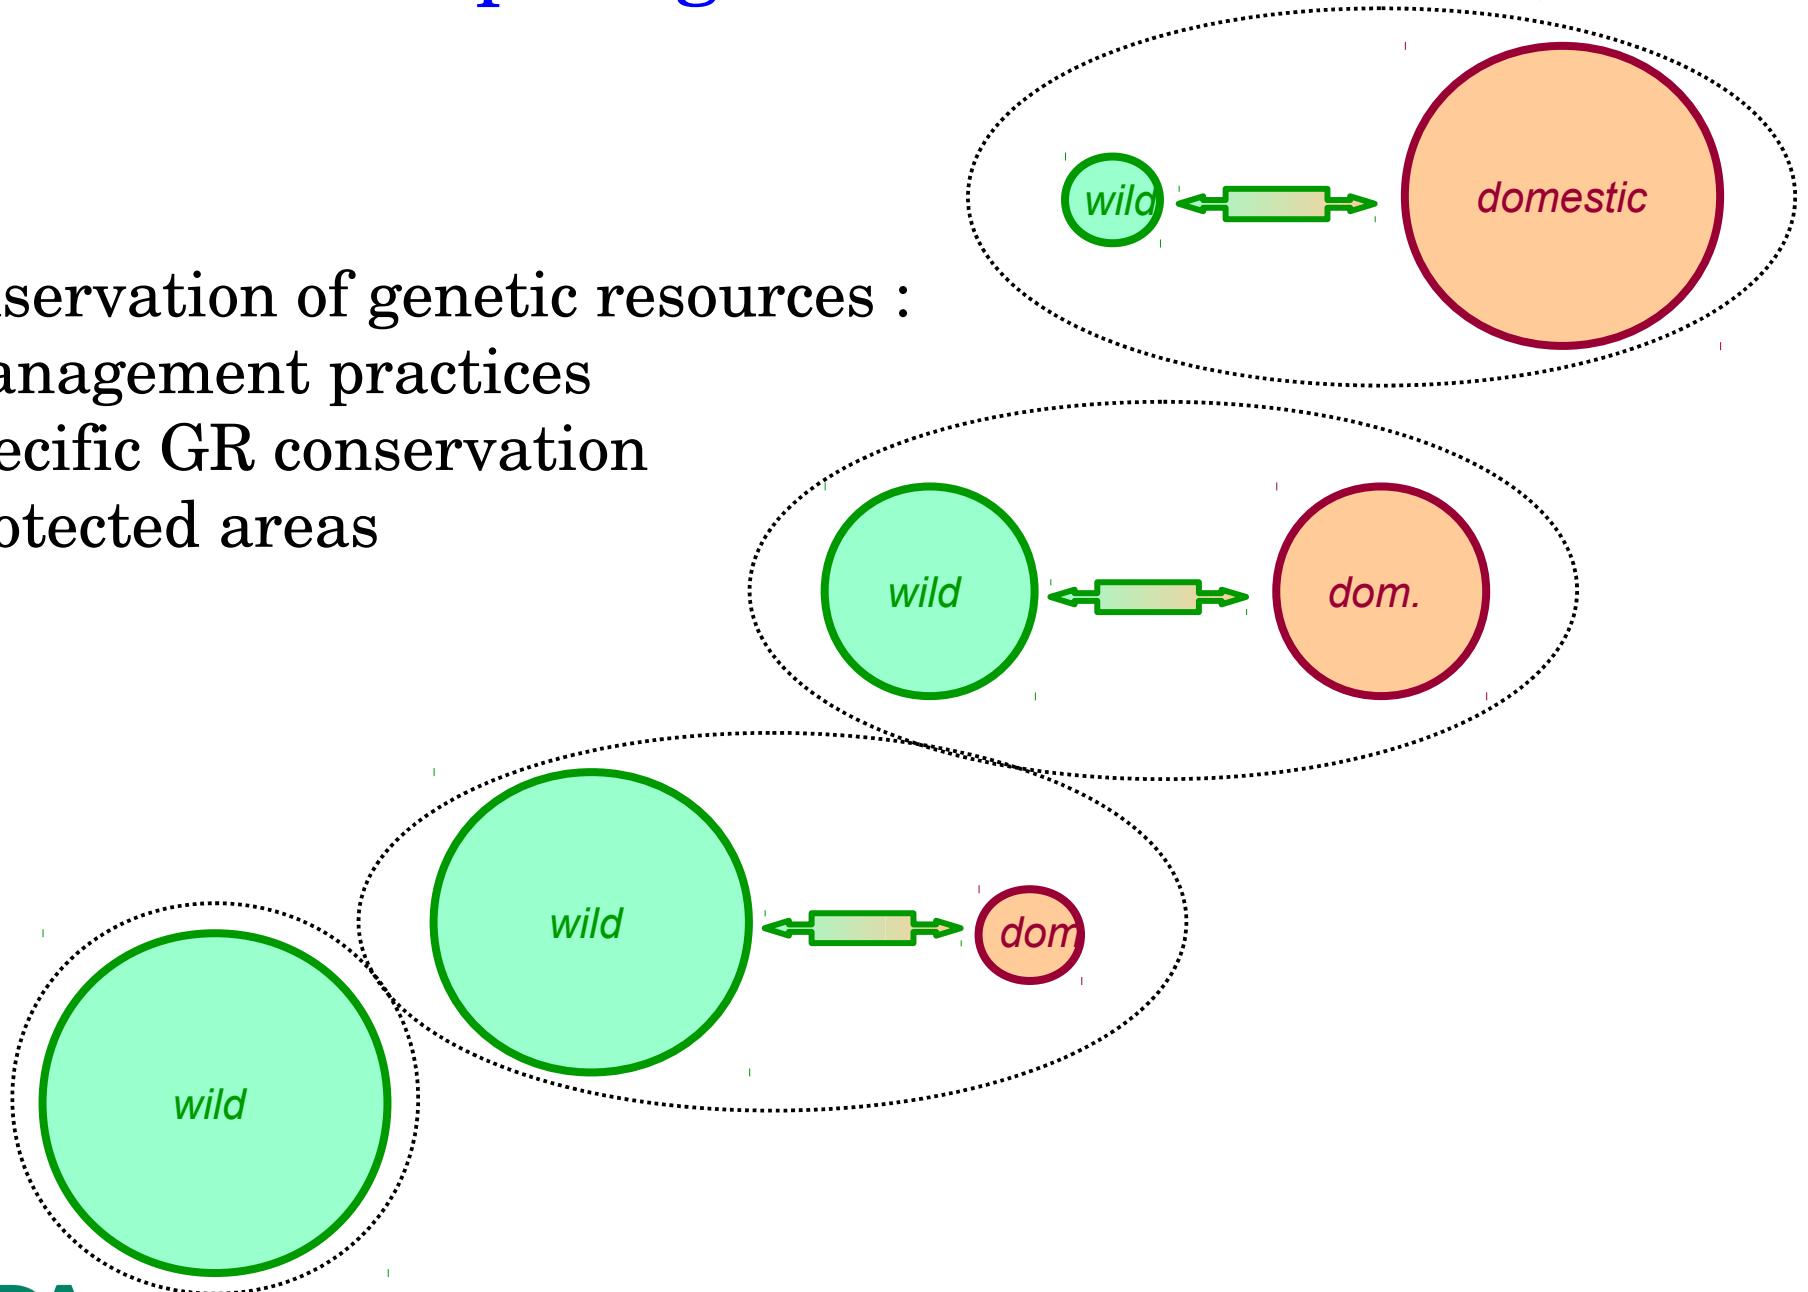 wild
domestic
servation of genetic resources :
anagement practices
ecific GR conservation
otected areas
wild
dom.
wild
dom
wild